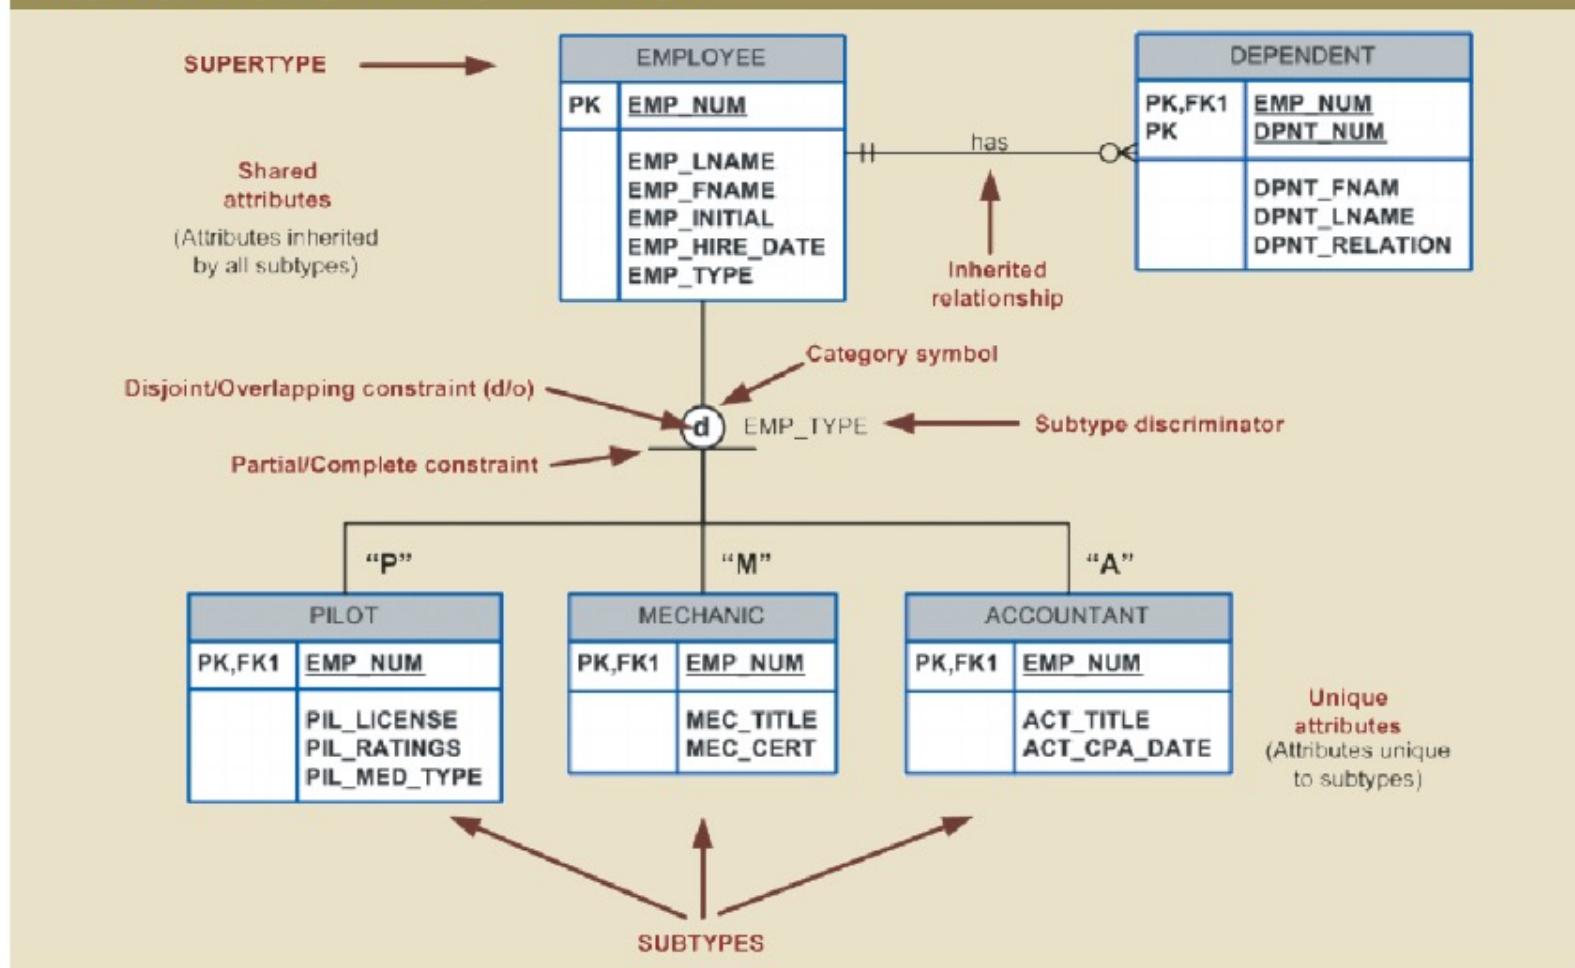 SUPERTYPE
EMPLOYEE
PK EMP_NUM
EMP_LNAME
EMP_FNAME
EMP_INITIAL
EMP_HIRE_DATE
EMP_TYPE
has
DEPENDENT
PK,FK1 EMP_NUM
PK DPNT_NUM
DPNT_FNAM
DPNT_LNAME
DPNT_RELATION
Shared
attributes
(Attributes inherited
by all subtypes)
Inherited
relationship
Category symbol
Disjoint/Overlapping constraint (d/o)
d
EMP_TYPE
Subtype discriminator
Partial/Complete constraint
“P”
“M”
“A”
PILOT
PK,FK1 EMP_NUM
PIL_LICENSE
PIL_RATINGS
PIL_MED_TYPE
MECHANIC
PK,FK1 EMP_NUM
MEC_TITLE
MEC_CERT
ACCOUNTANT
PK,FK1 EMP_NUM
ACT_TITLE
ACT_CPA_DATE
Unique
attributes
(Attributes unique
to subtypes)
SUBTYPES